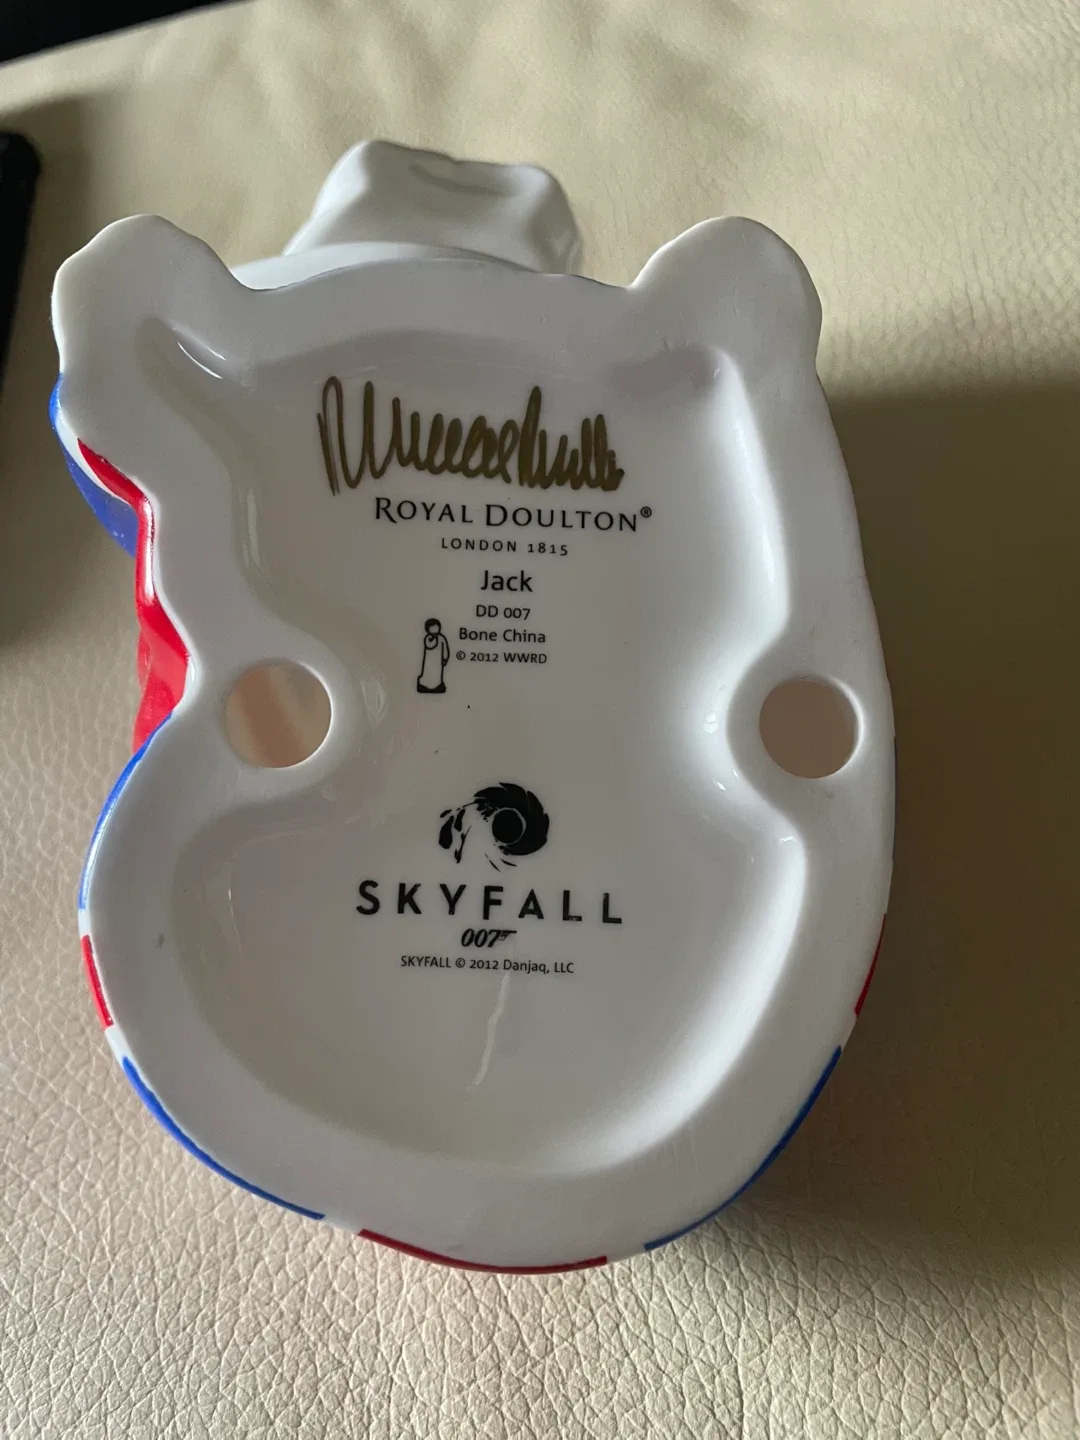 ROYAL DOULTON®
LONDON 1815
Jack
DD 007
Bone China
© 2012 WWRD
SKYFALL
007
SKYFALL © 2012 Danjaq, LLC